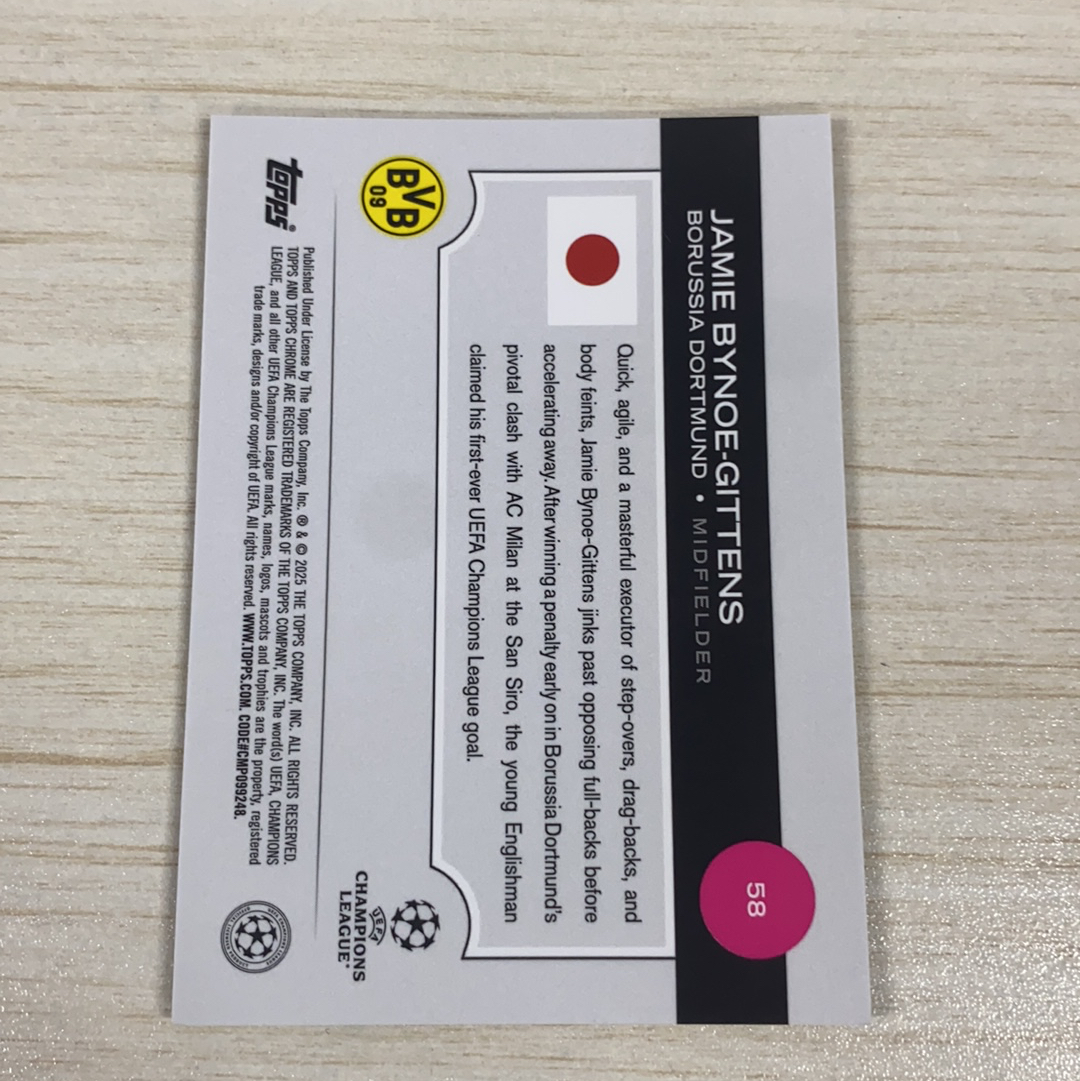 JAMIE BYNOE-GITTENS
BORUSSIA DORTMUND • MIDFIELDER
58
Quick, agile, and a masterful executor of step-overs, drag-backs, and
body feints, Jamie Bynoe-Gittens jinks past opposing full-backs before
accelerating away. After winning a penalty early on in Borussia Dortmund's
pivotal clash with AC Milan at the San Siro, the young Englishman
claimed his first-ever UEFA Champions League goal.
BVB
09
UEFA
CHAMPIONS
LEAGUE®
topps®
Published Under License by The Topps Company, Inc. ® & © 2025 THE TOPPS COMPANY, INC. ALL RIGHTS RESERVED.
TOPPS AND TOPPS CHROME ARE REGISTERED TRADEMARKS OF THE TOPPS COMPANY, INC. The word(s) UEFA, CHAMPIONS
LEAGUE, and all other UEFA Champions League marks, names, logos, mascots and trophies are the property, registered
trade marks, designs and/or copyright of UEFA. All rights reserved. WWW.TOPPS.COM. CODE#CMP099248.